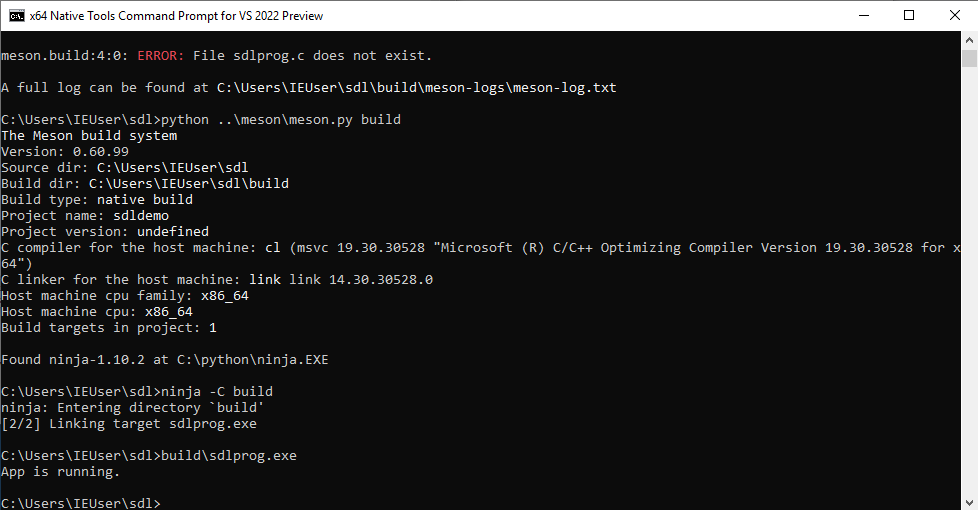 x64 Native Tools Command Prompt for VS 2022 Preview
meson.build:4:0: ERROR: File sdlprog.c does not exist.
A full log can be found at C:\Users\IEUser\sdl\build\meson-logs\meson-log.txt
C:\Users\IEUser\sdl>python ..\meson\meson.py build
The Meson build system
Version: 0.60.99
Source dir: C:\Users\IEUser\sdl
Build dir: C:\Users\IEUser\sdl\build
Build type: native build
Project name: sdldemo
Project version: undefined
C compiler for the host machine: cl (msvc 19.30.30528 "Microsoft (R) C/C++ Optimizing Compiler Version 19.30.30528 for x
64")
C linker for the host machine: link link 14.30.30528.0
Host machine cpu family: x86_64
Host machine cpu: x86_64
Build targets in project: 1
Found ninja-1.10.2 at C:\python\ninja.EXE
C:\Users\IEUser\sdl>ninja -C build
ninja: Entering directory `build'
[2/2] Linking target sdlprog.exe
C:\Users\IEUser\sdl>build\sdlprog.exe
App is running.
C:\Users\IEUser\sdl>